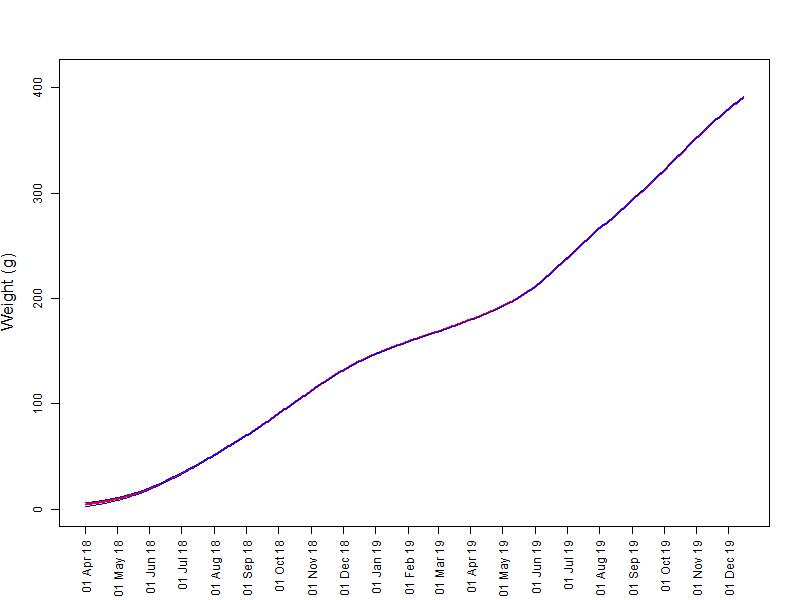 400
300
200
100
0
Weight (g)
01 Apr 18
01 May 18
01 Jun 18
01 Jul 18
01 Aug 18
01 Sep 18
01 Oct 18
01 Nov 18
01 Dec 18
01 Jan 19
01 Feb 19
01 Mar 19
01 Apr 19
01 May 19
01 Jun 19
01 Jul 19
01 Aug 19
01 Sep 19
01 Oct 19
01 Nov 19
01 Dec 19